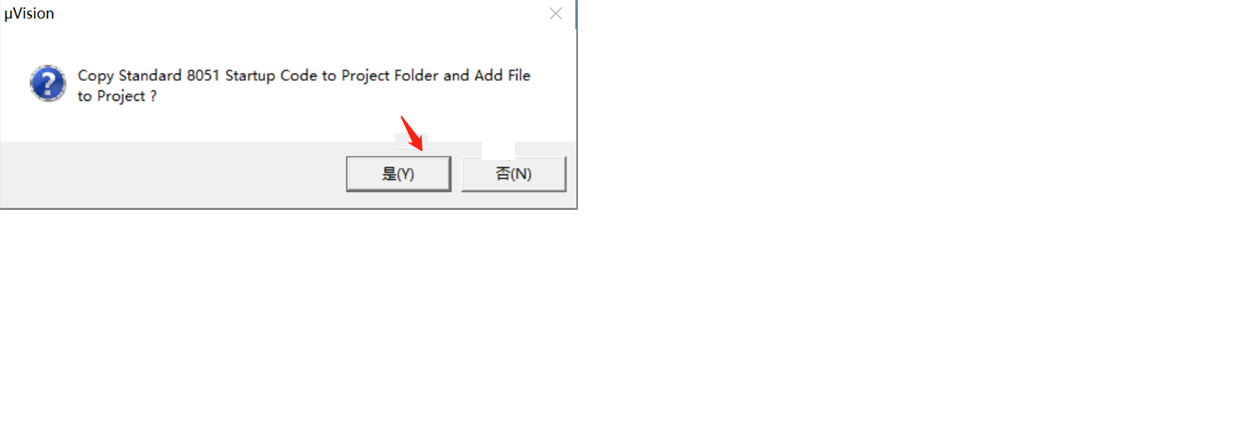 µVision
Copy Standard 8051 Startup Code to Project Folder and Add File
to Project ?
是(Y)
否(N)